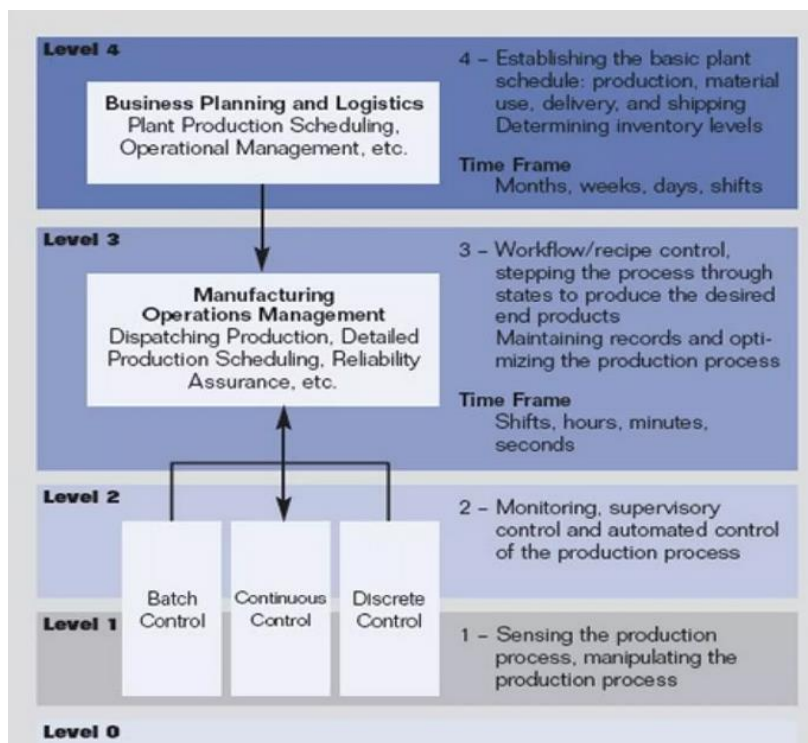 Level 4
Business Planning and Logistics
Plant Production Scheduling,
Operational Management, etc.
4 – Establishing the basic plant
schedule: production, material
use, delivery, and shipping
Determining inventory levels
Time Frame
Months, weeks, days, shifts
Level 3
Manufacturing
Operations Management
Dispatching Production, Detailed
Production Scheduling, Reliability
Assurance, etc.
3 – Workflow/recipe control,
stepping the process through
states to produce the desired
end products
Maintaining records and opti-
mizing the production process
Time Frame
Shifts, hours, minutes,
seconds
Level 2
2 – Monitoring, supervisory
control and automated control
of the production process
Batch
Control
Continuous
Control
Discrete
Control
Level 1
1 – Sensing the production
process, manipulating the
production process
Level 0